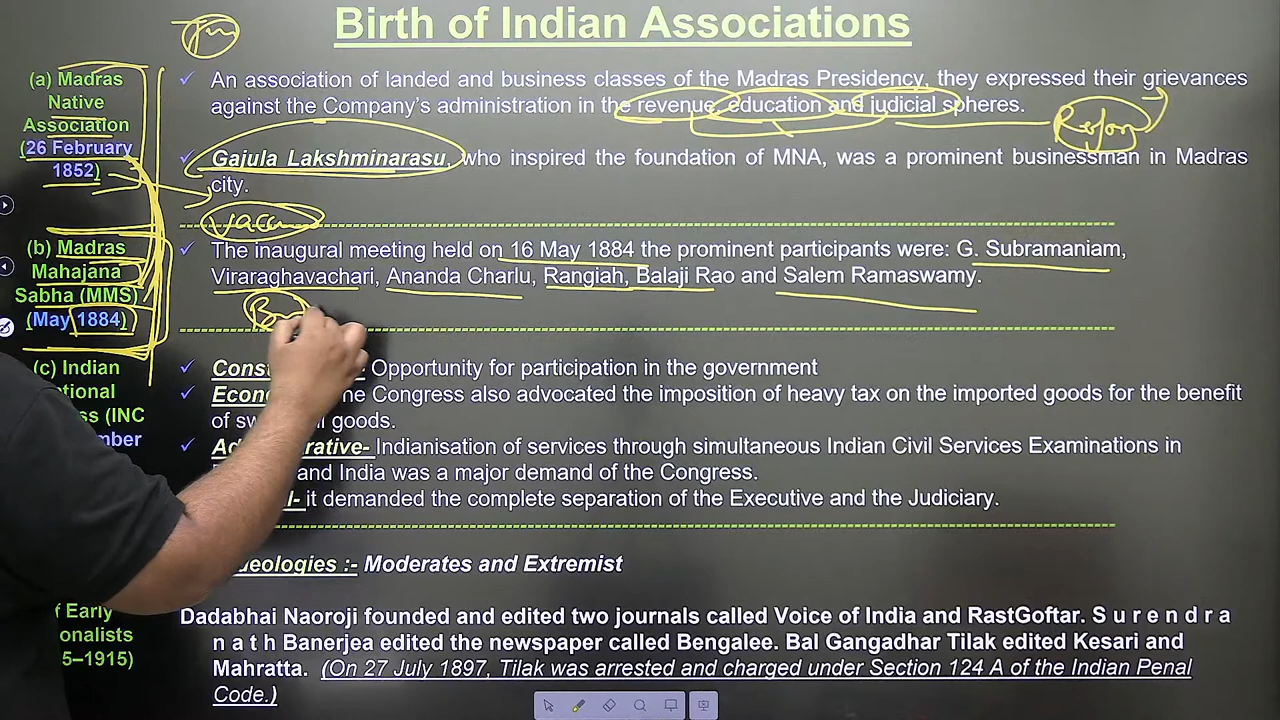 Birth of Indian Associations
(a) Madras
Native
Association
(26 February
1852)
✓ An association of landed and business classes of the Madras Presidency, they expressed their grievances
against the Company's administration in the revenue, education and judicial spheres.
✓ Gajula Lakshminarasu, who inspired the foundation of MNA, was a prominent businessman in Madras
city.
(b) Madras
Mahajana
Sabha (MMS)
(May 1884)
✓ The inaugural meeting held on 16 May 1884 the prominent participants were: G. Subramaniam,
Viraraghavachari, Ananda Charlu, Rangiah, Balaji Rao and Salem Ramaswamy.
(c) Indian
✓ Opportunity for participation in the government
✓ Congress also advocated the imposition of heavy tax on the imported goods for the benefit
of goods.
✓ Indianisation of services through simultaneous Indian Civil Services Examinations in
and India was a major demand of the Congress.
it demanded the complete separation of the Executive and the Judiciary.
:- Moderates and Extremist
Early
Dadabhai Naoroji founded and edited two journals called Voice of India and RastGoftar. S u r e n d r a
n a t h Banerjea edited the newspaper called Bengalee. Bal Gangadhar Tilak edited Kesari and
Mahratta. (On 27 July 1897, Tilak was arrested and charged under Section 124 A of the Indian Penal
Code.)